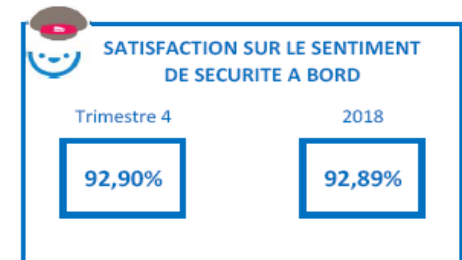 SATISFACTION SUR LE SENTIMENT
DE SECURITE A BORD
Trimestre 4
2018
92,90%
92,89%